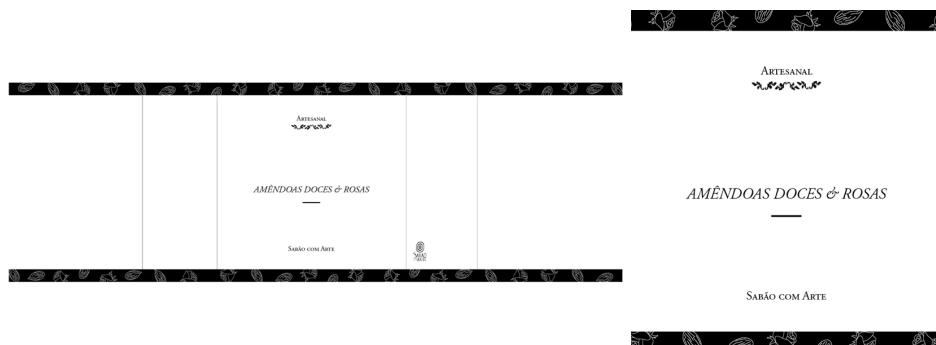 Artesanal
AMÊNDOAS DOCES & ROSAS
Sabão com Arte
Artesanal
AMÊNDOAS DOCES & ROSAS
Sabão com Arte